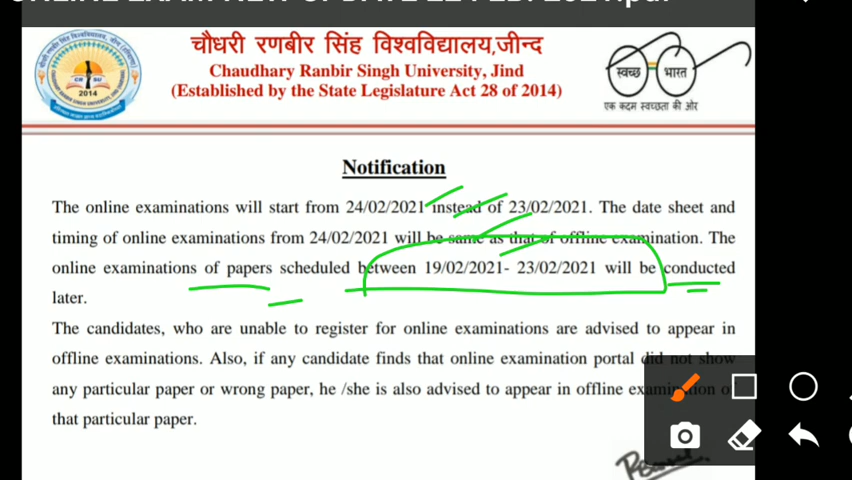 चौधरी रणबीर सिंह विश्वविद्यालय,जीन्द
Chaudhary Ranbir Singh University, Jind
(Established by the State Legislature Act 28 of 2014)
CRSU
2014
स्वच्छ भारत
एक कदम स्वच्छता की ओर
Notification
The online examinations will start from 24/02/2021 instead of 23/02/2021. The date sheet and
timing of online examinations from 24/02/2021 will be same as that of offline examination. The
online examinations of papers scheduled between 19/02/2021- 23/02/2021 will be conducted
later.
The candidates, who are unable to register for online examinations are advised to appear in
offline examinations. Also, if any candidate finds that online examination portal did not show
any particular paper or wrong paper, he /she is also advised to appear in offline examination of
that particular paper.